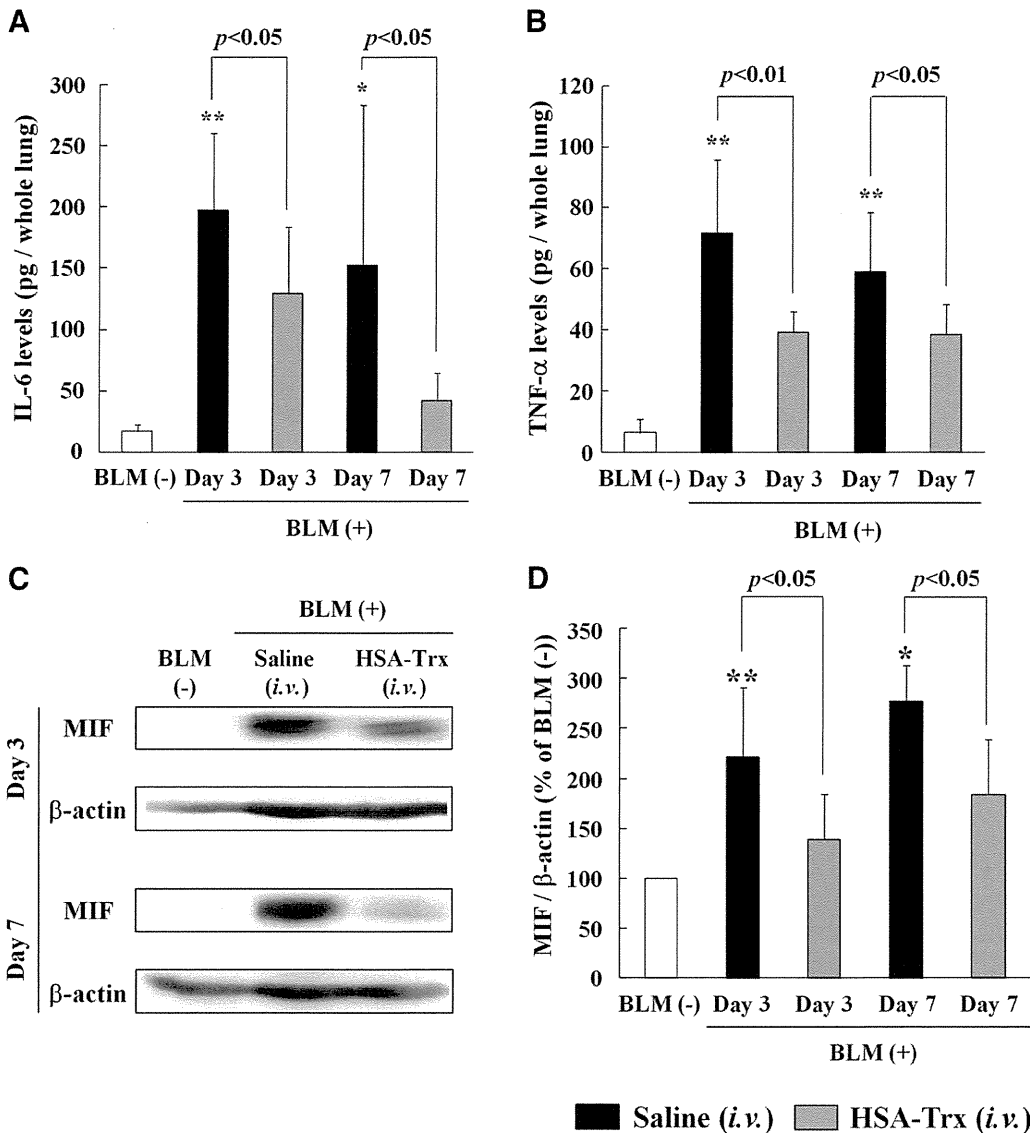 A
p<0.05
p<0.05
300
250
200
150
100
50
0
**
*
IL-6 levels (pg / whole lung)
BLM (-) Day 3 Day 3 Day 7 Day 7
BLM (+)
B
p<0.01
p<0.05
120
100
80
60
40
20
0
**
**
TNF-α levels (pg / whole lung)
BLM (-) Day 3 Day 3 Day 7 Day 7
BLM (+)
C
BLM (+)
BLM (-)
Saline (i.v.)
HSA-Trx (i.v.)
Day 3
MIF
β-actin
Day 7
MIF
β-actin
D
p<0.05
p<0.05
350
300
250
200
150
100
50
0
**
*
MIF / β-actin (% of BLM (-))
BLM (-) Day 3 Day 3 Day 7 Day 7
BLM (+)
Saline (i.v.) HSA-Trx (i.v.)